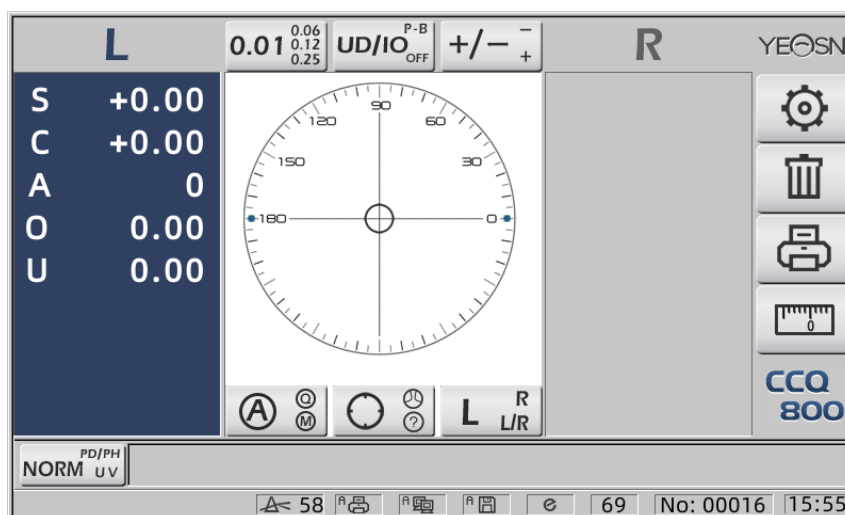 L
0.01 0.06 0.12 0.25
UD/IO P-B OFF
+/- - +
R
YEOSN
S +0.00
C +0.00
A 0
O 0.00
U 0.00
90
120
60
150
30
180
0
0
CCQ
800
A Q M
?
L R L/R
NORM PD/PH UV
58
A
A
A
e
69
No: 00016
15:55